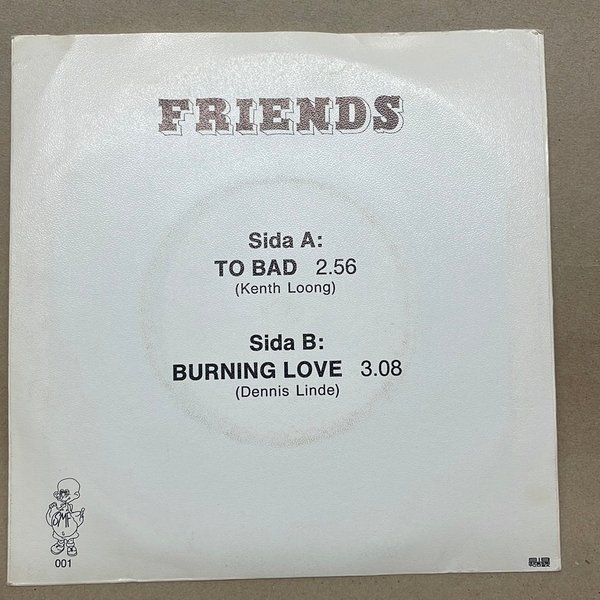 FRIENDS
Sida A:
TO BAD 2.56
(Kenth Loong)
Sida B:
BURNING LOVE 3.08
(Dennis Linde)
001